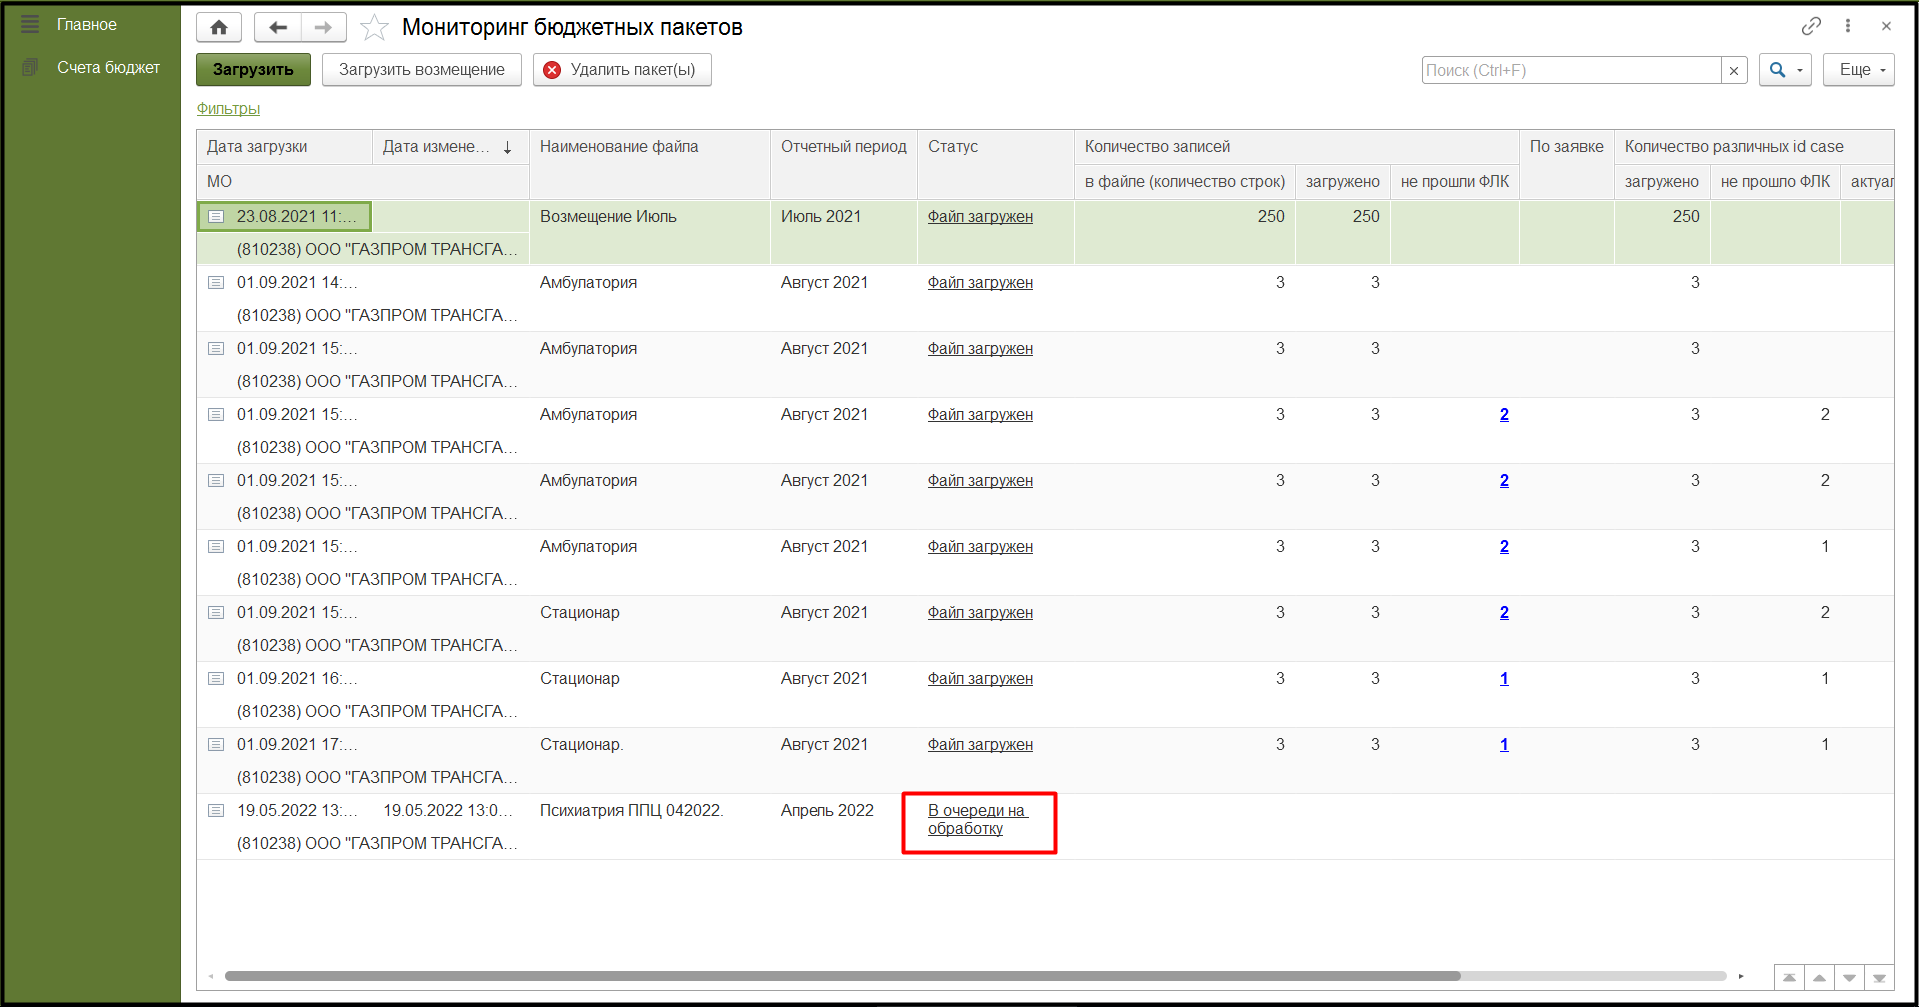 Главное
Счета бюджет
Мониторинг бюджетных пакетов
Загрузить
Загрузить возмещение
Удалить пакет(ы)
Поиск (Ctrl+F)
Еще
Фильтры
Дата загрузки Дата измене... Наименование файла Отчетный период Статус Количество записей По заявке Количество различных id case
МО в файле (количество строк) загружено не прошли ФЛК загружено не прошло ФЛК актуал
23.08.2021 11:... Возмещение Июль Июль 2021 Файл загружен 250 250 250
(810238) ООО "ГАЗПРОМ ТРАНСГА...
01.09.2021 14:... Амбулатория Август 2021 Файл загружен 3 3 3
(810238) ООО "ГАЗПРОМ ТРАНСГА...
01.09.2021 15:... Амбулатория Август 2021 Файл загружен 3 3 3
(810238) ООО "ГАЗПРОМ ТРАНСГА...
01.09.2021 15:... Амбулатория Август 2021 Файл загружен 3 3 2 3 2
(810238) ООО "ГАЗПРОМ ТРАНСГА...
01.09.2021 15:... Амбулатория Август 2021 Файл загружен 3 3 2 3 2
(810238) ООО "ГАЗПРОМ ТРАНСГА...
01.09.2021 15:... Амбулатория Август 2021 Файл загружен 3 3 2 3 1
(810238) ООО "ГАЗПРОМ ТРАНСГА...
01.09.2021 15:... Стационар Август 2021 Файл загружен 3 3 2 3 2
(810238) ООО "ГАЗПРОМ ТРАНСГА...
01.09.2021 16:... Стационар Август 2021 Файл загружен 3 3 1 3 1
(810238) ООО "ГАЗПРОМ ТРАНСГА...
01.09.2021 17:... Стационар. Август 2021 Файл загружен 3 3 1 3 1
(810238) ООО "ГАЗПРОМ ТРАНСГА...
19.05.2022 13:... 19.05.2022 13:0... Психиатрия ППЦ 042022. Апрель 2022 В очереди на
обработку
(810238) ООО "ГАЗПРОМ ТРАНСГА...